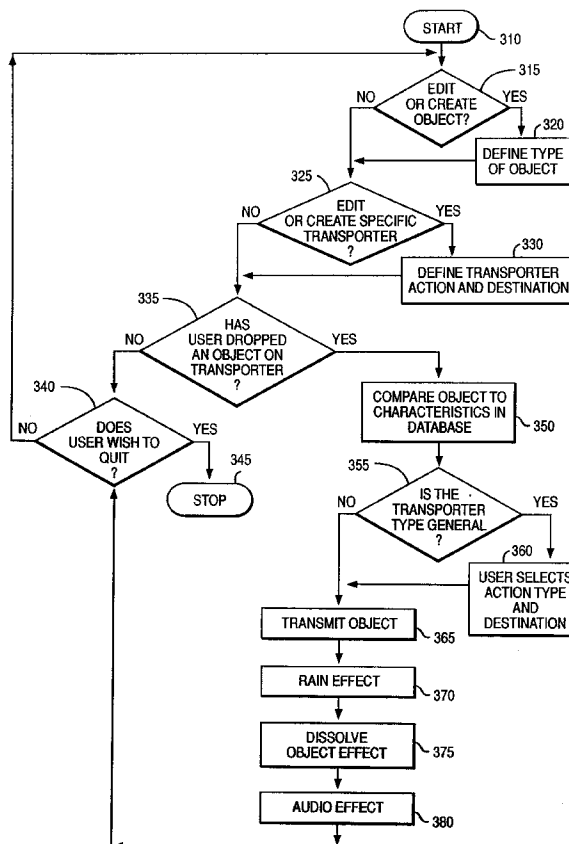 START
310
315
EDIT
OR CREATE
OBJECT?
NO
YES
320
DEFINE TYPE
OF OBJECT
325
EDIT
OR CREATE SPECIFIC
TRANSPORTER
?
NO
YES
330
DEFINE TRANSPORTER
ACTION AND DESTINATION
335
HAS
USER DROPPED
AN OBJECT ON
TRANSPORTER
?
NO
YES
340
DOES
USER WISH TO
QUIT
?
NO
YES
345
STOP
COMPARE OBJECT TO
CHARACTERISTICS IN
DATABASE
350
355
IS THE
TRANSPORTER
TYPE GENERAL
?
NO
YES
360
USER SELECTS
ACTION TYPE
AND
DESTINATION
TRANSMIT OBJECT
365
RAIN EFFECT
370
DISSOLVE
OBJECT EFFECT
375
AUDIO EFFECT
380